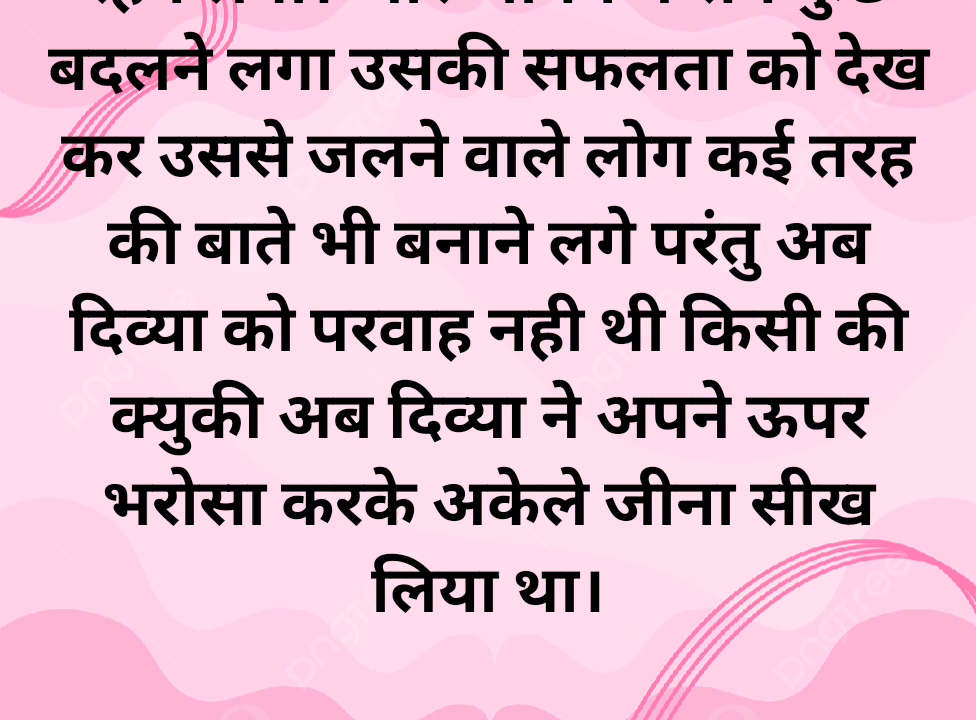 बदलने लगा उसकी सफलता को देख
कर उससे जलने वाले लोग कई तरह
की बाते भी बनाने लगे परंतु अब
दिव्या को परवाह नही थी किसी की
क्युकी अब दिव्या ने अपने ऊपर
भरोसा करके अकेले जीना सीख
लिया था।